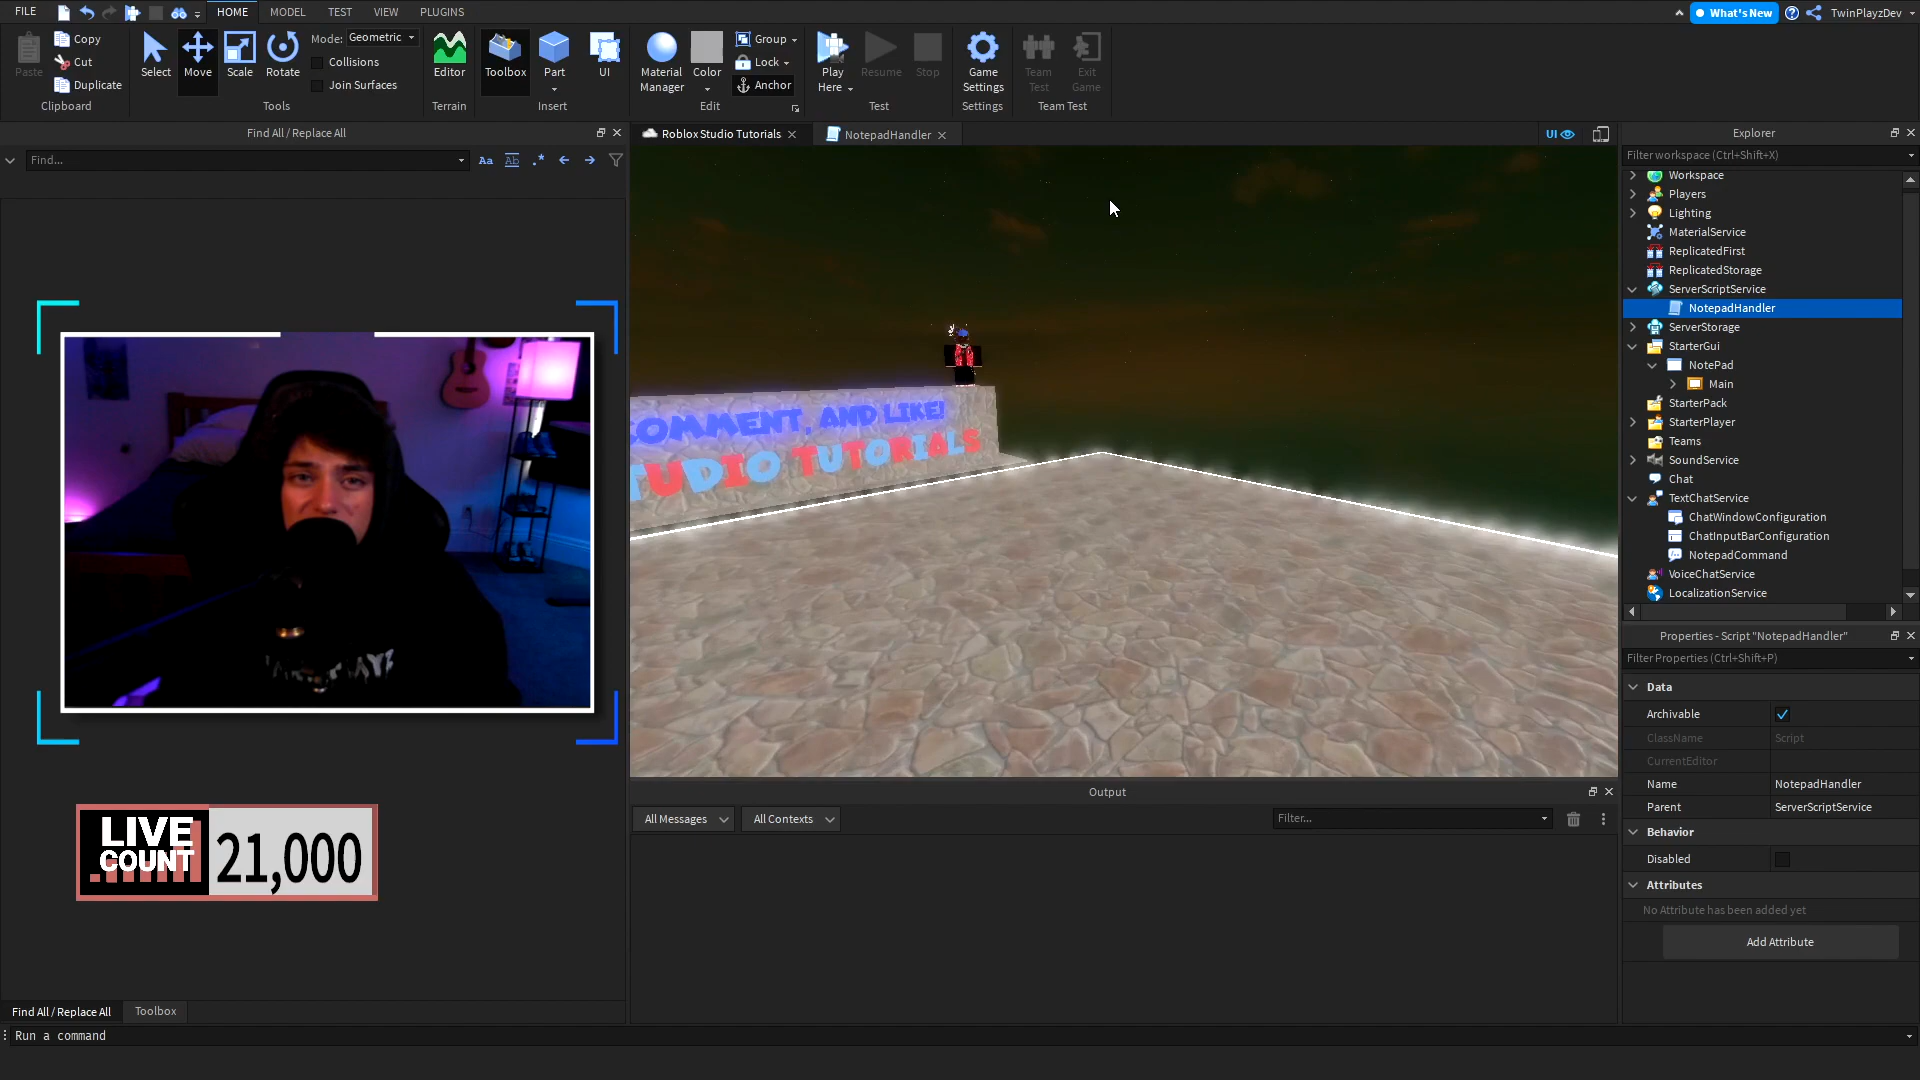 FILE HOME MODEL TEST VIEW PLUGINS What's New TwinPlayzDev
Paste Copy Cut Duplicate Clipboard
Select Move Scale Rotate Mode: Geometric Collisions Join Surfaces Tools
Editor Terrain
Toolbox Part UI Insert
Material Manager Color Group Lock Anchor Edit
Play Here Resume Stop Test
Game Settings Settings
Team Test Exit Game Team Test
Find All / Replace All
Find...
Aa Ab .*
LIVE COUNT 21,000
Find All / Replace All Toolbox
Run a command
Roblox Studio Tutorials NotepadHandler UI
COMMENT, AND LIKE!
TUDIO TUTORIALS
Output
All Messages All Contexts Filter...
Explorer
Filter workspace (Ctrl+Shift+X)
Workspace
Players
Lighting
MaterialService
ReplicatedFirst
ReplicatedStorage
ServerScriptService
NotepadHandler
ServerStorage
StarterGui
NotePad
Main
StarterPack
StarterPlayer
Teams
SoundService
Chat
TextChatService
ChatWindowConfiguration
ChatInputBarConfiguration
NotepadCommand
VoiceChatService
LocalizationService
Properties - Script "NotepadHandler"
Filter Properties (Ctrl+Shift+P)
Data
Archivable
ClassName Script
CurrentEditor
Name NotepadHandler
Parent ServerScriptService
Behavior
Disabled
Attributes
No Attribute has been added yet
Add Attribute